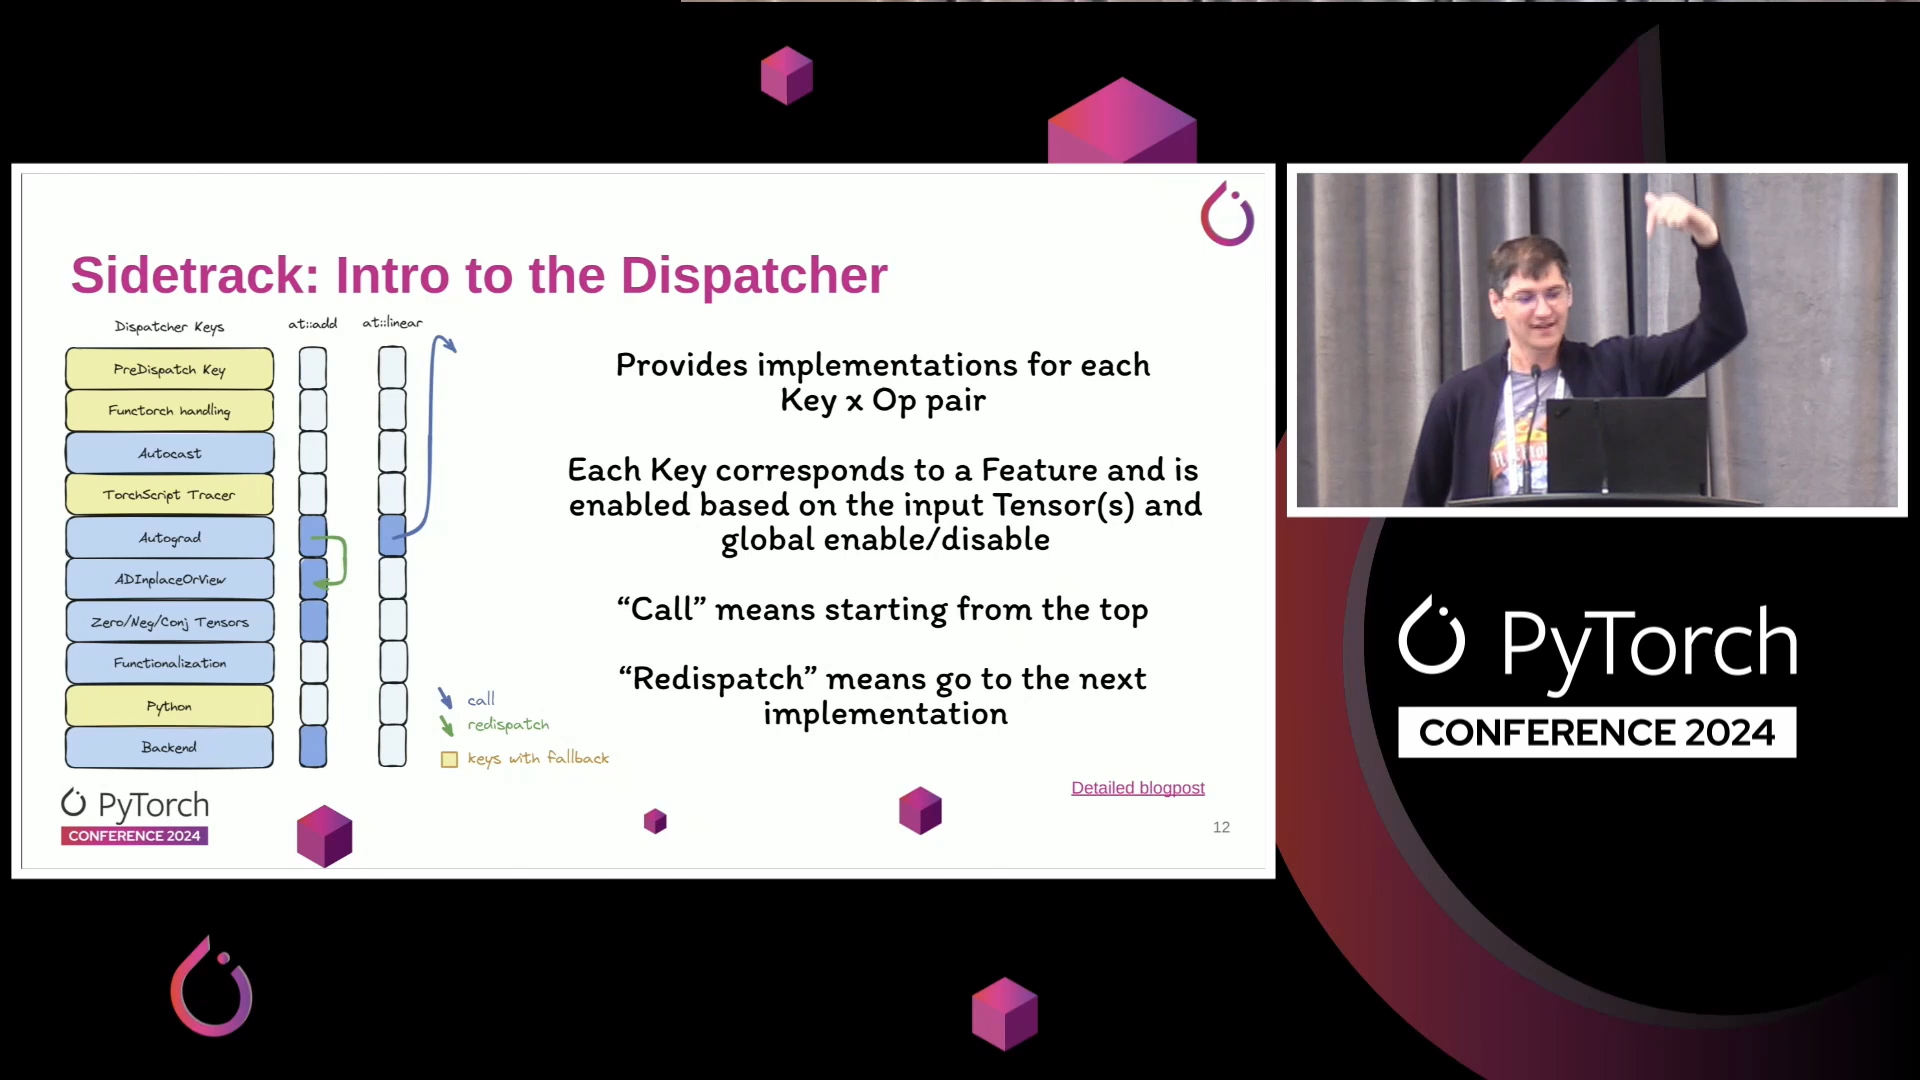 Sidetrack: Intro to the Dispatcher
Dispatcher Keys
at::add
at::linear
PreDispatch Key
Functorch handling
Autocast
TorchScript Tracer
Autograd
ADInplaceOrView
Zero/Neg/Conj Tensors
Functionalization
Python
Backend
call
redispatch
keys with fallback
Provides implementations for each
Key x Op pair
Each Key corresponds to a Feature and is
enabled based on the input Tensor(s) and
global enable/disable
“Call” means starting from the top
“Redispatch” means go to the next
implementation
Detailed blogpost
12
PyTorch
CONFERENCE 2024
PyTorch
CONFERENCE 2024